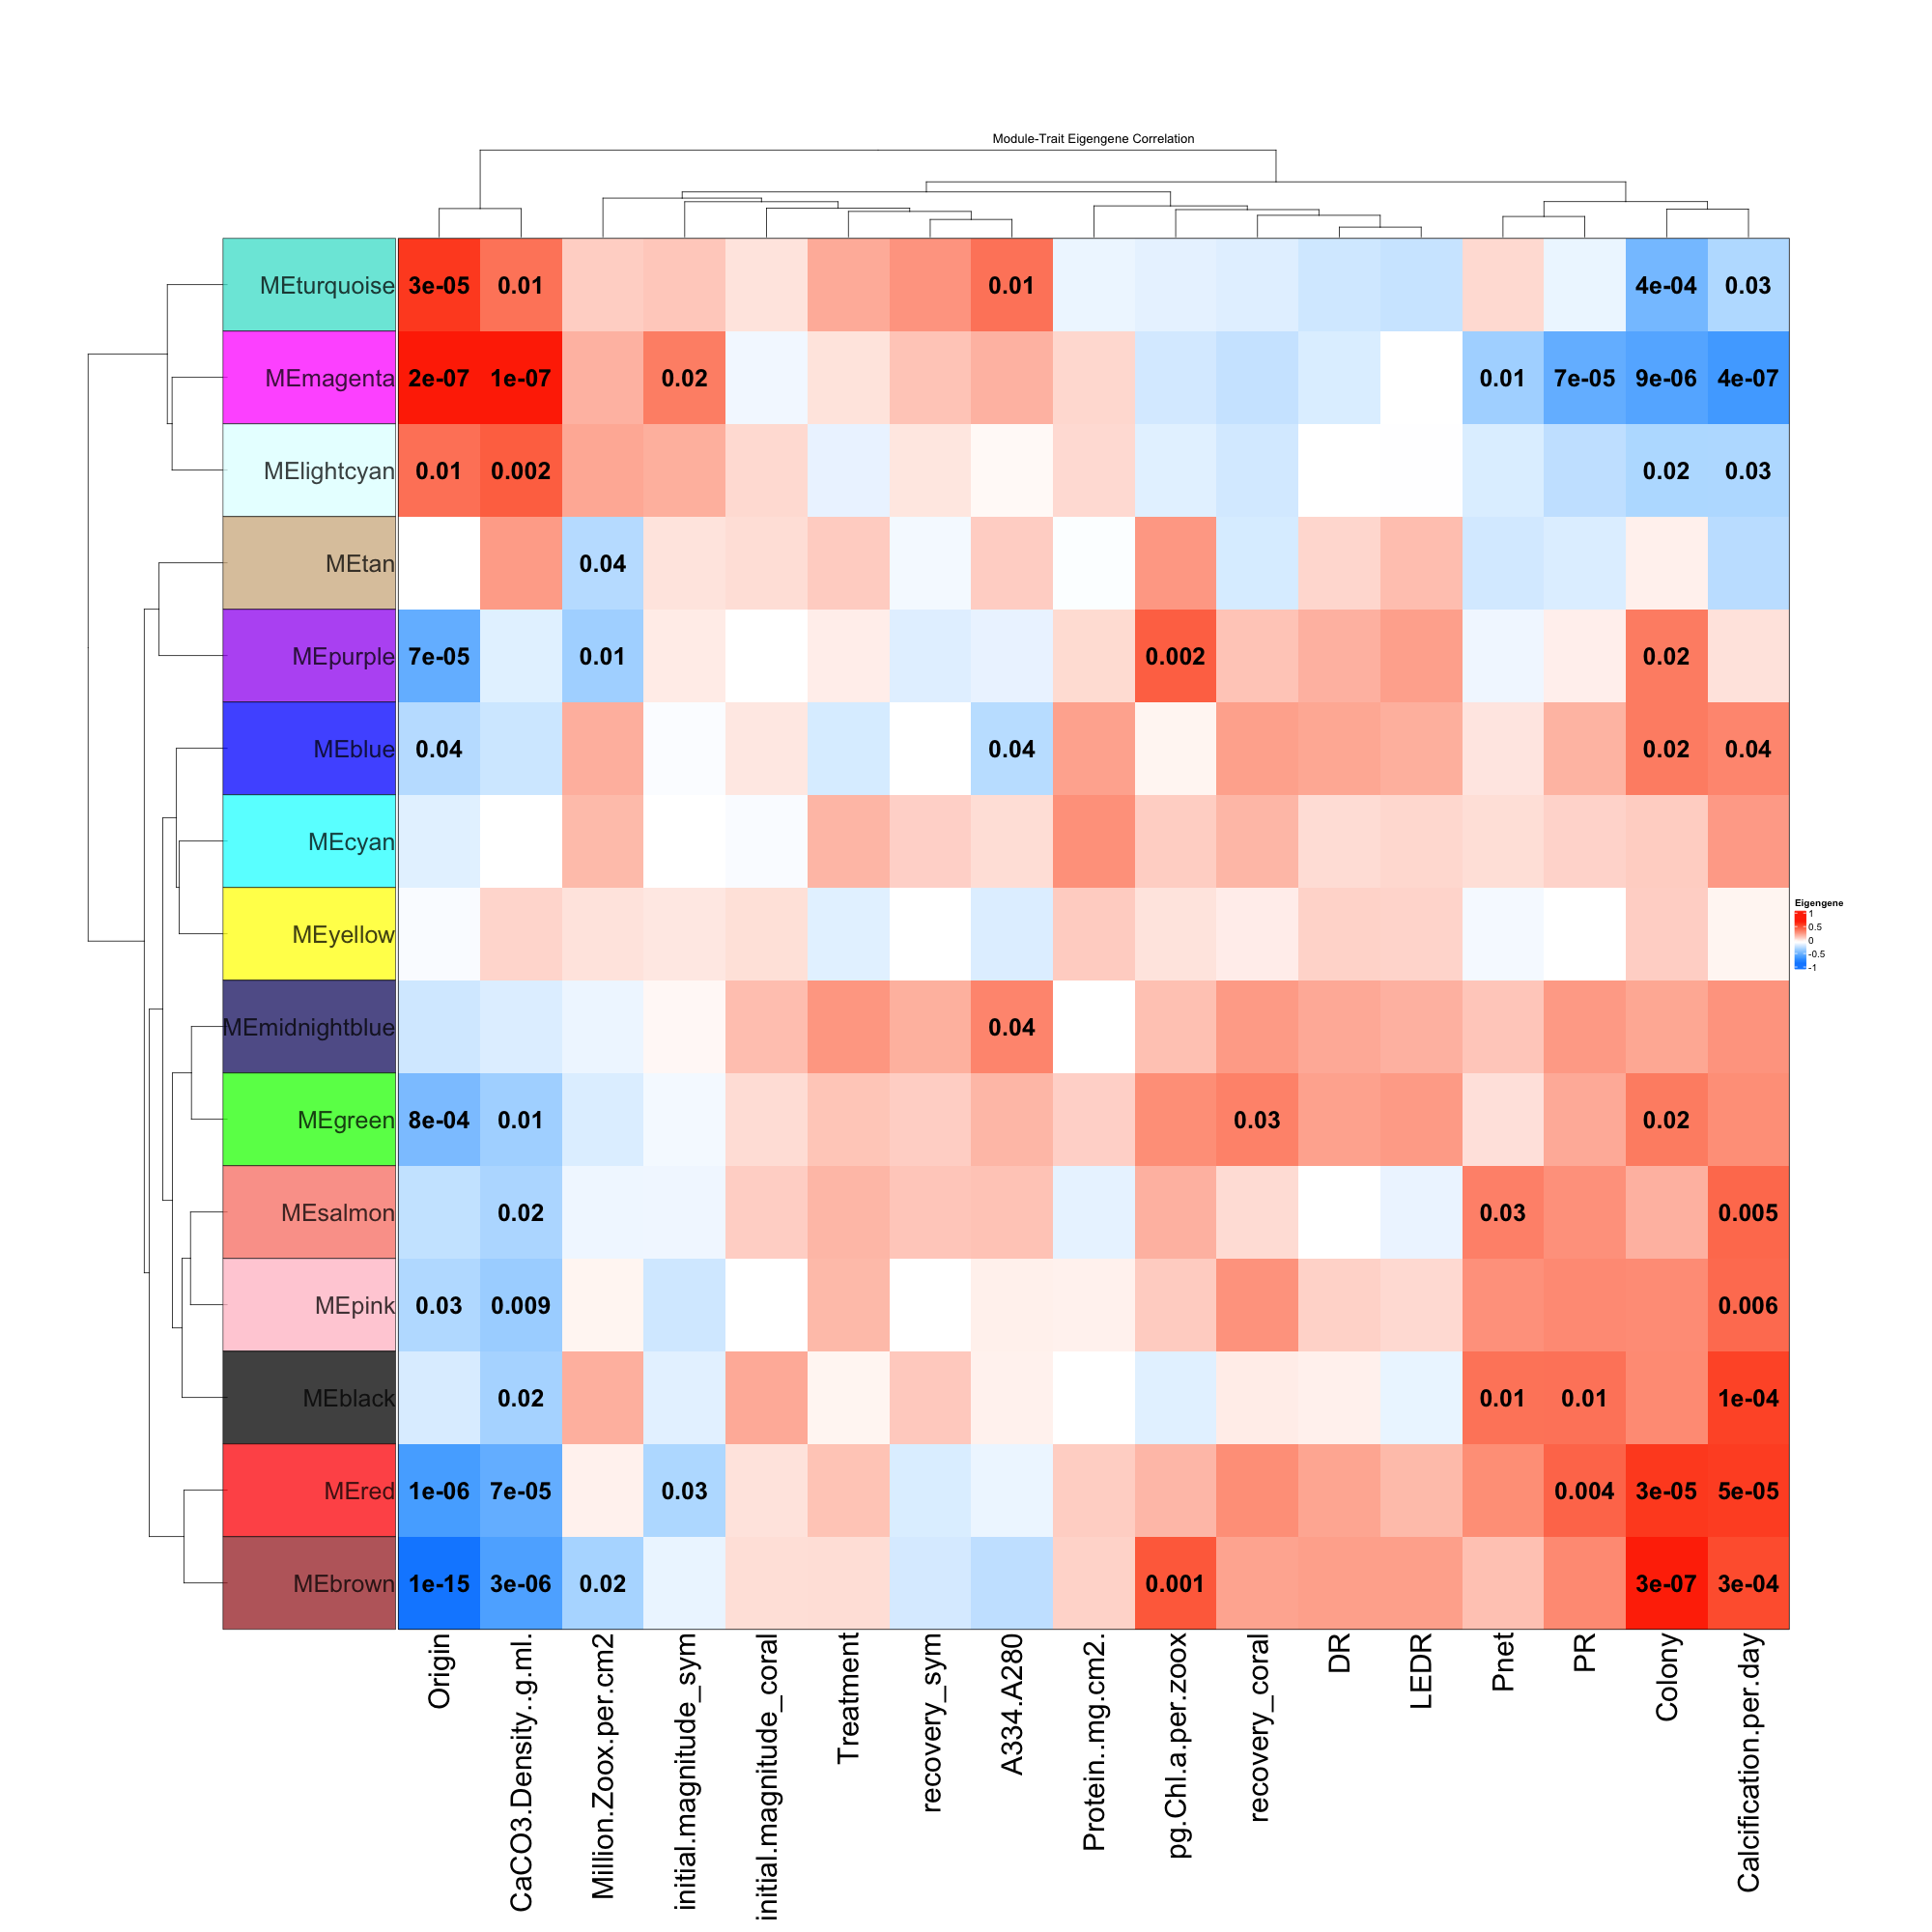 Module-Trait Eigengene Correlation
MEturquoise 3e-05 0.01 0.01 4e-04 0.03
MEmagenta 2e-07 1e-07 0.02 0.01 7e-05 9e-06 4e-07
MElightcyan 0.01 0.002 0.02 0.03
MEtan 0.04
MEpurple 7e-05 0.01 0.002 0.02
MEblue 0.04 0.04 0.02 0.04
MEcyan
MEyellow
Eigengene
1
0.5
0
-0.5
-1
MEmidnightblue 0.04
MEgreen 8e-04 0.01 0.03 0.02
MEsalmon 0.02 0.03 0.005
MEpink 0.03 0.009 0.006
MEblack 0.02 0.01 0.01 1e-04
MEred 1e-06 7e-05 0.03 0.004 3e-05 5e-05
MEbrown 1e-15 3e-06 0.02 0.001 3e-07 3e-04
Origin
CaCO3.Density..g.ml.
Million.Zoox.per.cm2
initial.magnitude_sym
initial.magnitude_coral
Treatment
recovery_sym
A334.A280
Protein..mg.cm2.
pg.Chl.a.per.zoox
recovery_coral
DR
LEDR
Pnet
PR
Colony
Calcification.per.day